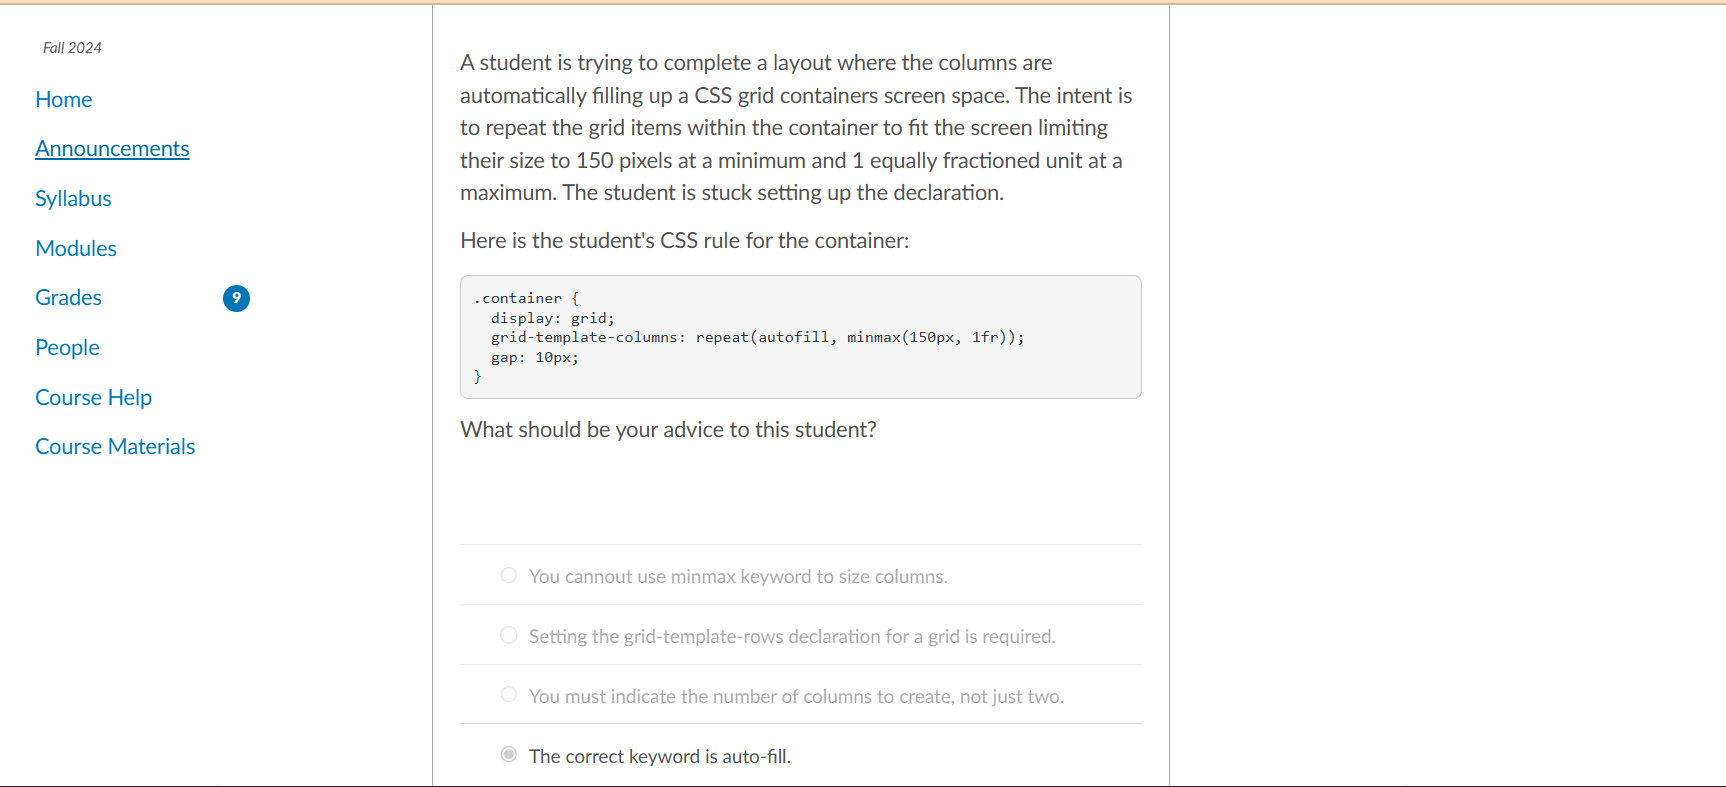 Fall 2024
Home
Announcements
Syllabus
Modules
Grades
9
People
Course Help
Course Materials
A student is trying to complete a layout where the columns are
automatically filling up a CSS grid containers screen space. The intent is
to repeat the grid items within the container to fit the screen limiting
their size to 150 pixels at a minimum and 1 equally fractioned unit at a
maximum. The student is stuck setting up the declaration.
Here is the student's CSS rule for the container:
.container {
  display: grid;
  grid-template-columns: repeat(autofill, minmax(150px, 1fr));
  gap: 10px;
}
What should be your advice to this student?
You cannout use minmax keyword to size columns.
Setting the grid-template-rows declaration for a grid is required.
You must indicate the number of columns to create, not just two.
The correct keyword is auto-fill.